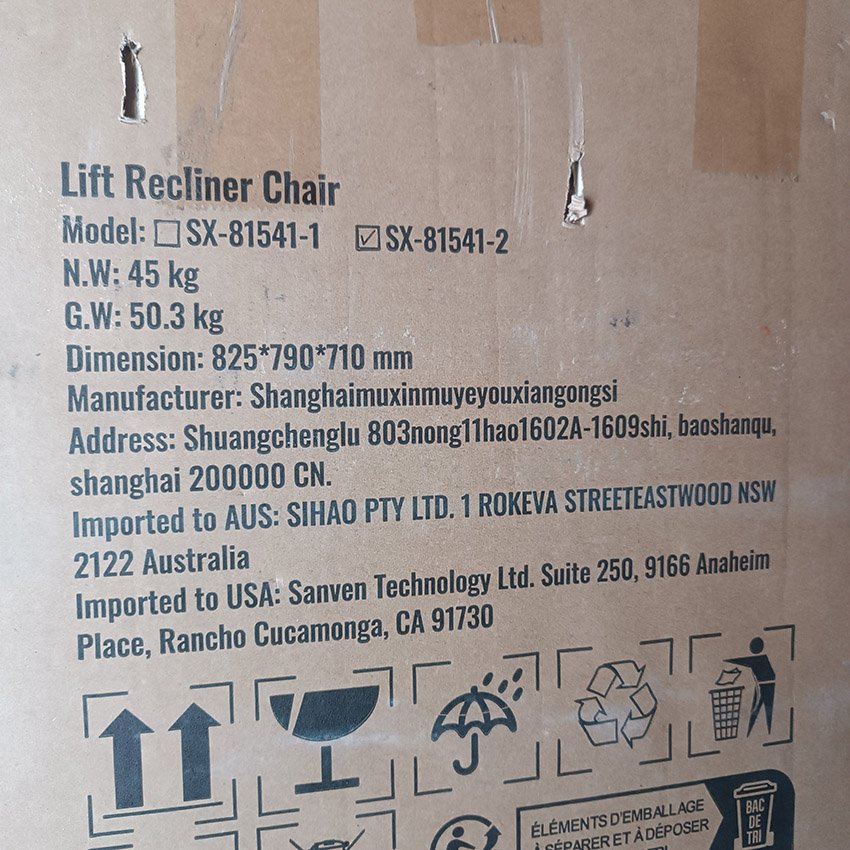 Lift Recliner Chair
Model: ☐ SX-81541-1 ☑ SX-81541-2
N.W: 45 kg
G.W: 50.3 kg
Dimension: 825*790*710 mm
Manufacturer: Shanghaimuxinmuyeyouxiangongsi
Address: Shuangchenglu 803nong11hao1602A-1609shi, baoshanqu,
shanghai 200000 CN.
Imported to AUS: SIHAO PTY LTD. 1 ROKEVA STREETEASTWOOD NSW
2122 Australia
Imported to USA: Sanven Technology Ltd. Suite 250, 9166 Anaheim
Place, Rancho Cucamonga, CA 91730
ÉLÉMENTS D'EMBALLAGE
À SÉPARER ET À DÉPOSER
BAC
DE
TRI